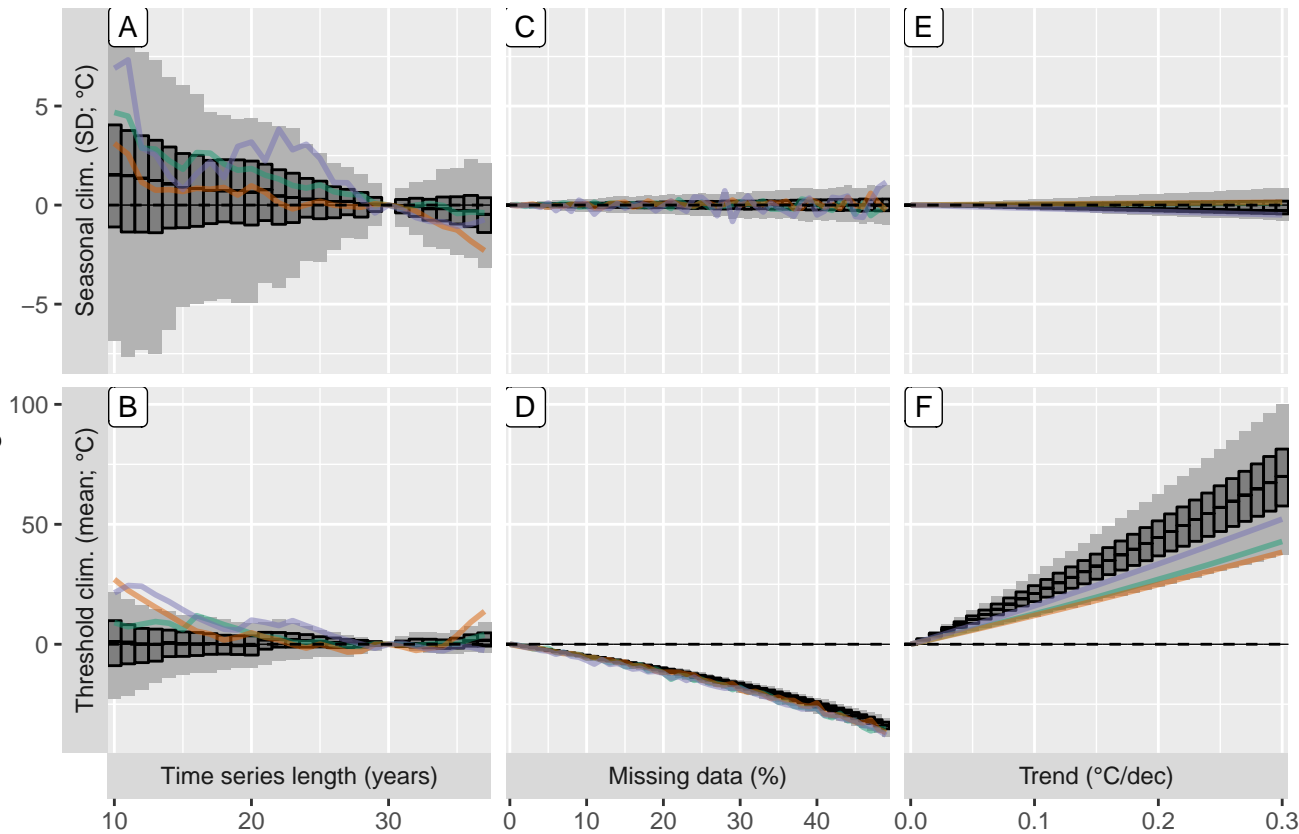 A
C
E
Seasonal clim. (SD; °C)
5
0
−5
B
D
F
Threshold clim. (mean; °C)
100
50
0
Time series length (years)
Missing data (%)
Trend (°C/dec)
10 20 30
0 10 20 30 40
0.0 0.1 0.2 0.3